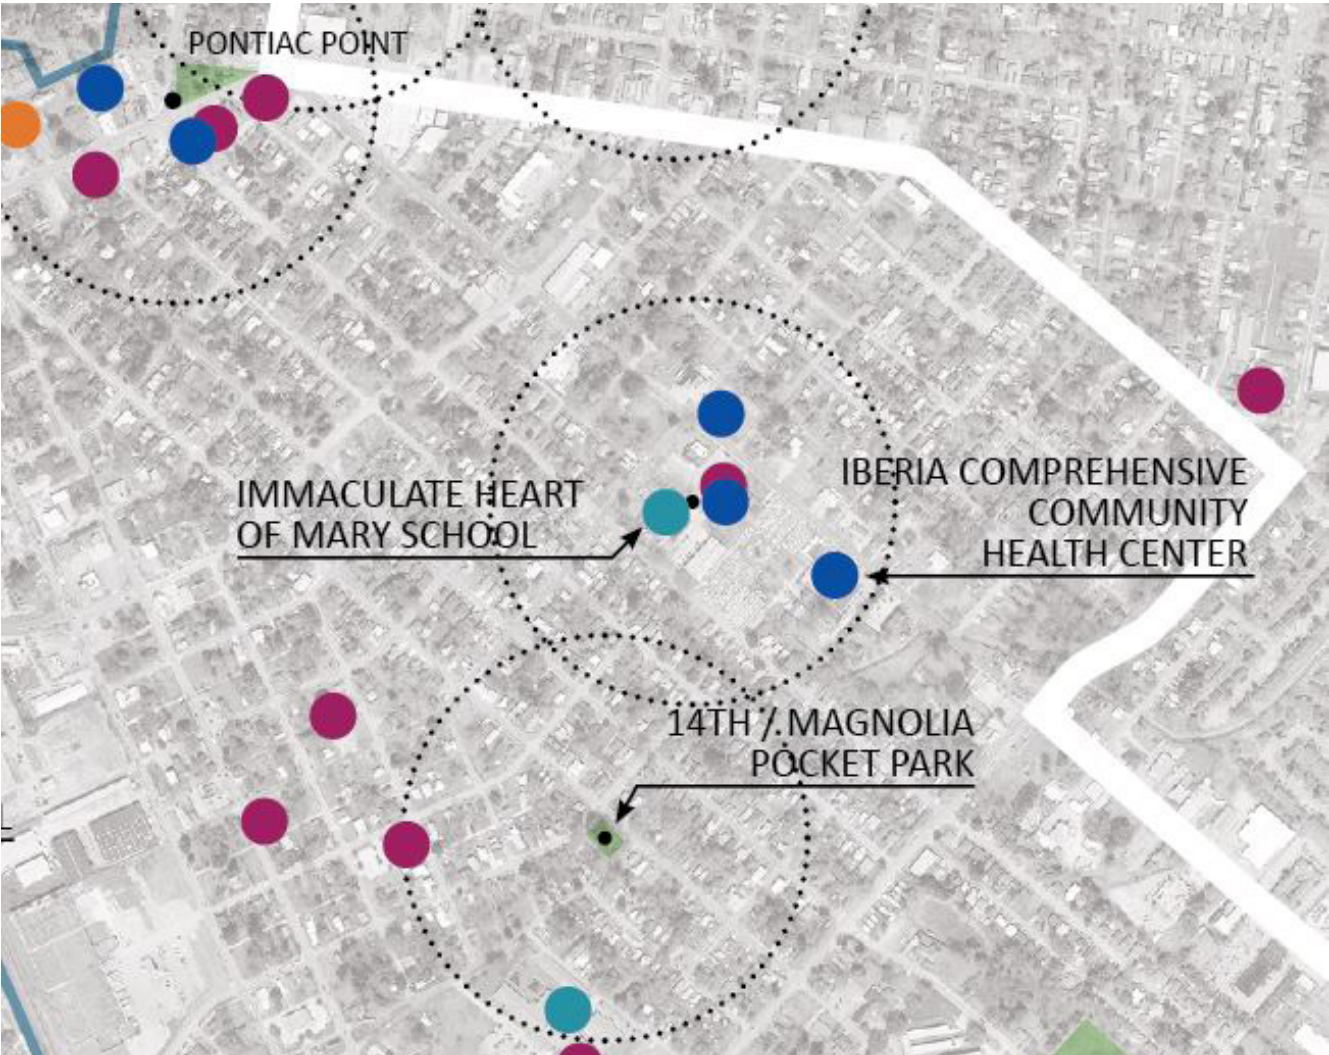 PONTIAC POINT
IMMACULATE HEART
OF MARY SCHOOL
IBERIA COMPREHENSIVE
COMMUNITY
HEALTH CENTER
14TH / MAGNOLIA
POCKET PARK